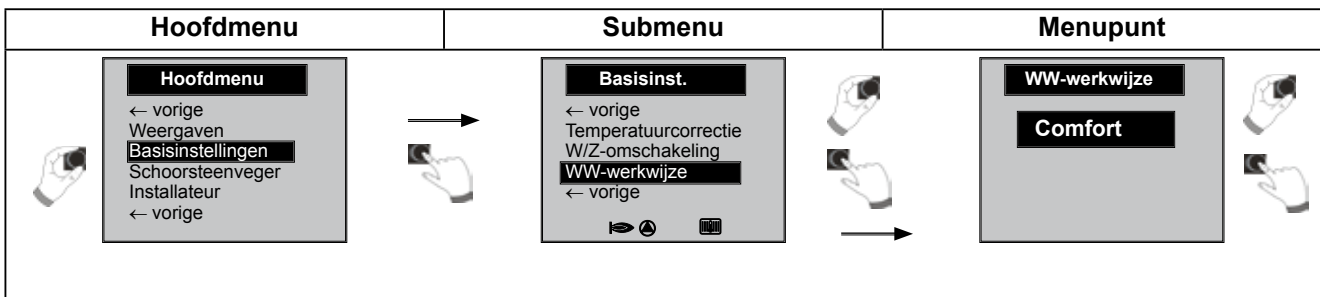 Hoofdmenu
Submenu
Menupunt
Hoofdmenu
← vorige
Weergaven
Basisinstellingen
Schoorsteenveger
Installateur
← vorige
Basisinst.
← vorige
Temperatuurcorrectie
W/Z-omschakeling
WW-werkwijze
← vorige
WW-werkwijze
Comfort